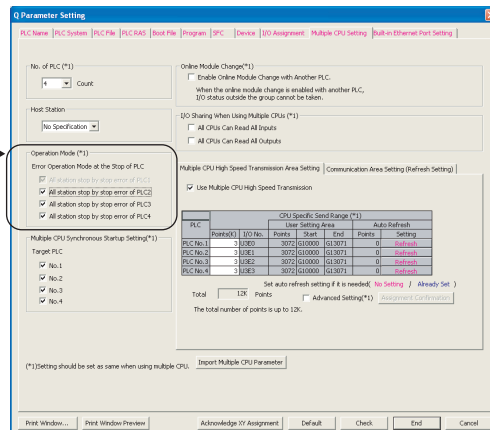 Q Parameter Setting
PLC Name PLC System PLC File PLC RAS Boot File Program SFC Device I/O Assignment Multiple CPU Setting Built-in Ethernet Port Setting
No. of PLC (*1)
4 Count
Host Station
No Specification
Operation Mode (*1)
Error Operation Mode at the Stop of PLC
All station stop by stop error of PLC1
All station stop by stop error of PLC2
All station stop by stop error of PLC3
All station stop by stop error of PLC4
Multiple CPU Synchronous Startup Setting(*1)
Target PLC
No.1
No.2
No.3
No.4
Online Module Change(*1)
Enable Online Module Change with Another PLC.
When the online module change is enabled with another PLC,
I/O status outside the group cannot be taken.
I/O Sharing When Using Multiple CPUs (*1)
All CPUs Can Read All Inputs
All CPUs Can Read All Outputs
Multiple CPU High Speed Transmission Area Setting Communication Area Setting (Refresh Setting)
Use Multiple CPU High Speed Transmission
CPU Specific Send Range (*1)
PLC User Setting Area Auto Refresh
Points(K) I/O No. Points Start End Points Setting
PLC No.1 3 U3E0 3072 G10000 G13071 0 Refresh
PLC No.2 3 U3E1 3072 G10000 G13071 0 Refresh
PLC No.3 3 U3E2 3072 G10000 G13071 0 Refresh
PLC No.4 3 U3E3 3072 G10000 G13071 0 Refresh
Set auto refresh setting if it is needed( No Setting / Already Set )
Total 12K Points Advanced Setting(*1) Assignment Confirmation
The total number of points is up to 12K.
(*1)Setting should be set as same when using multiple CPU. Import Multiple CPU Parameter
Print Window... Print Window Preview Acknowledge XY Assignment Default Check End Cancel